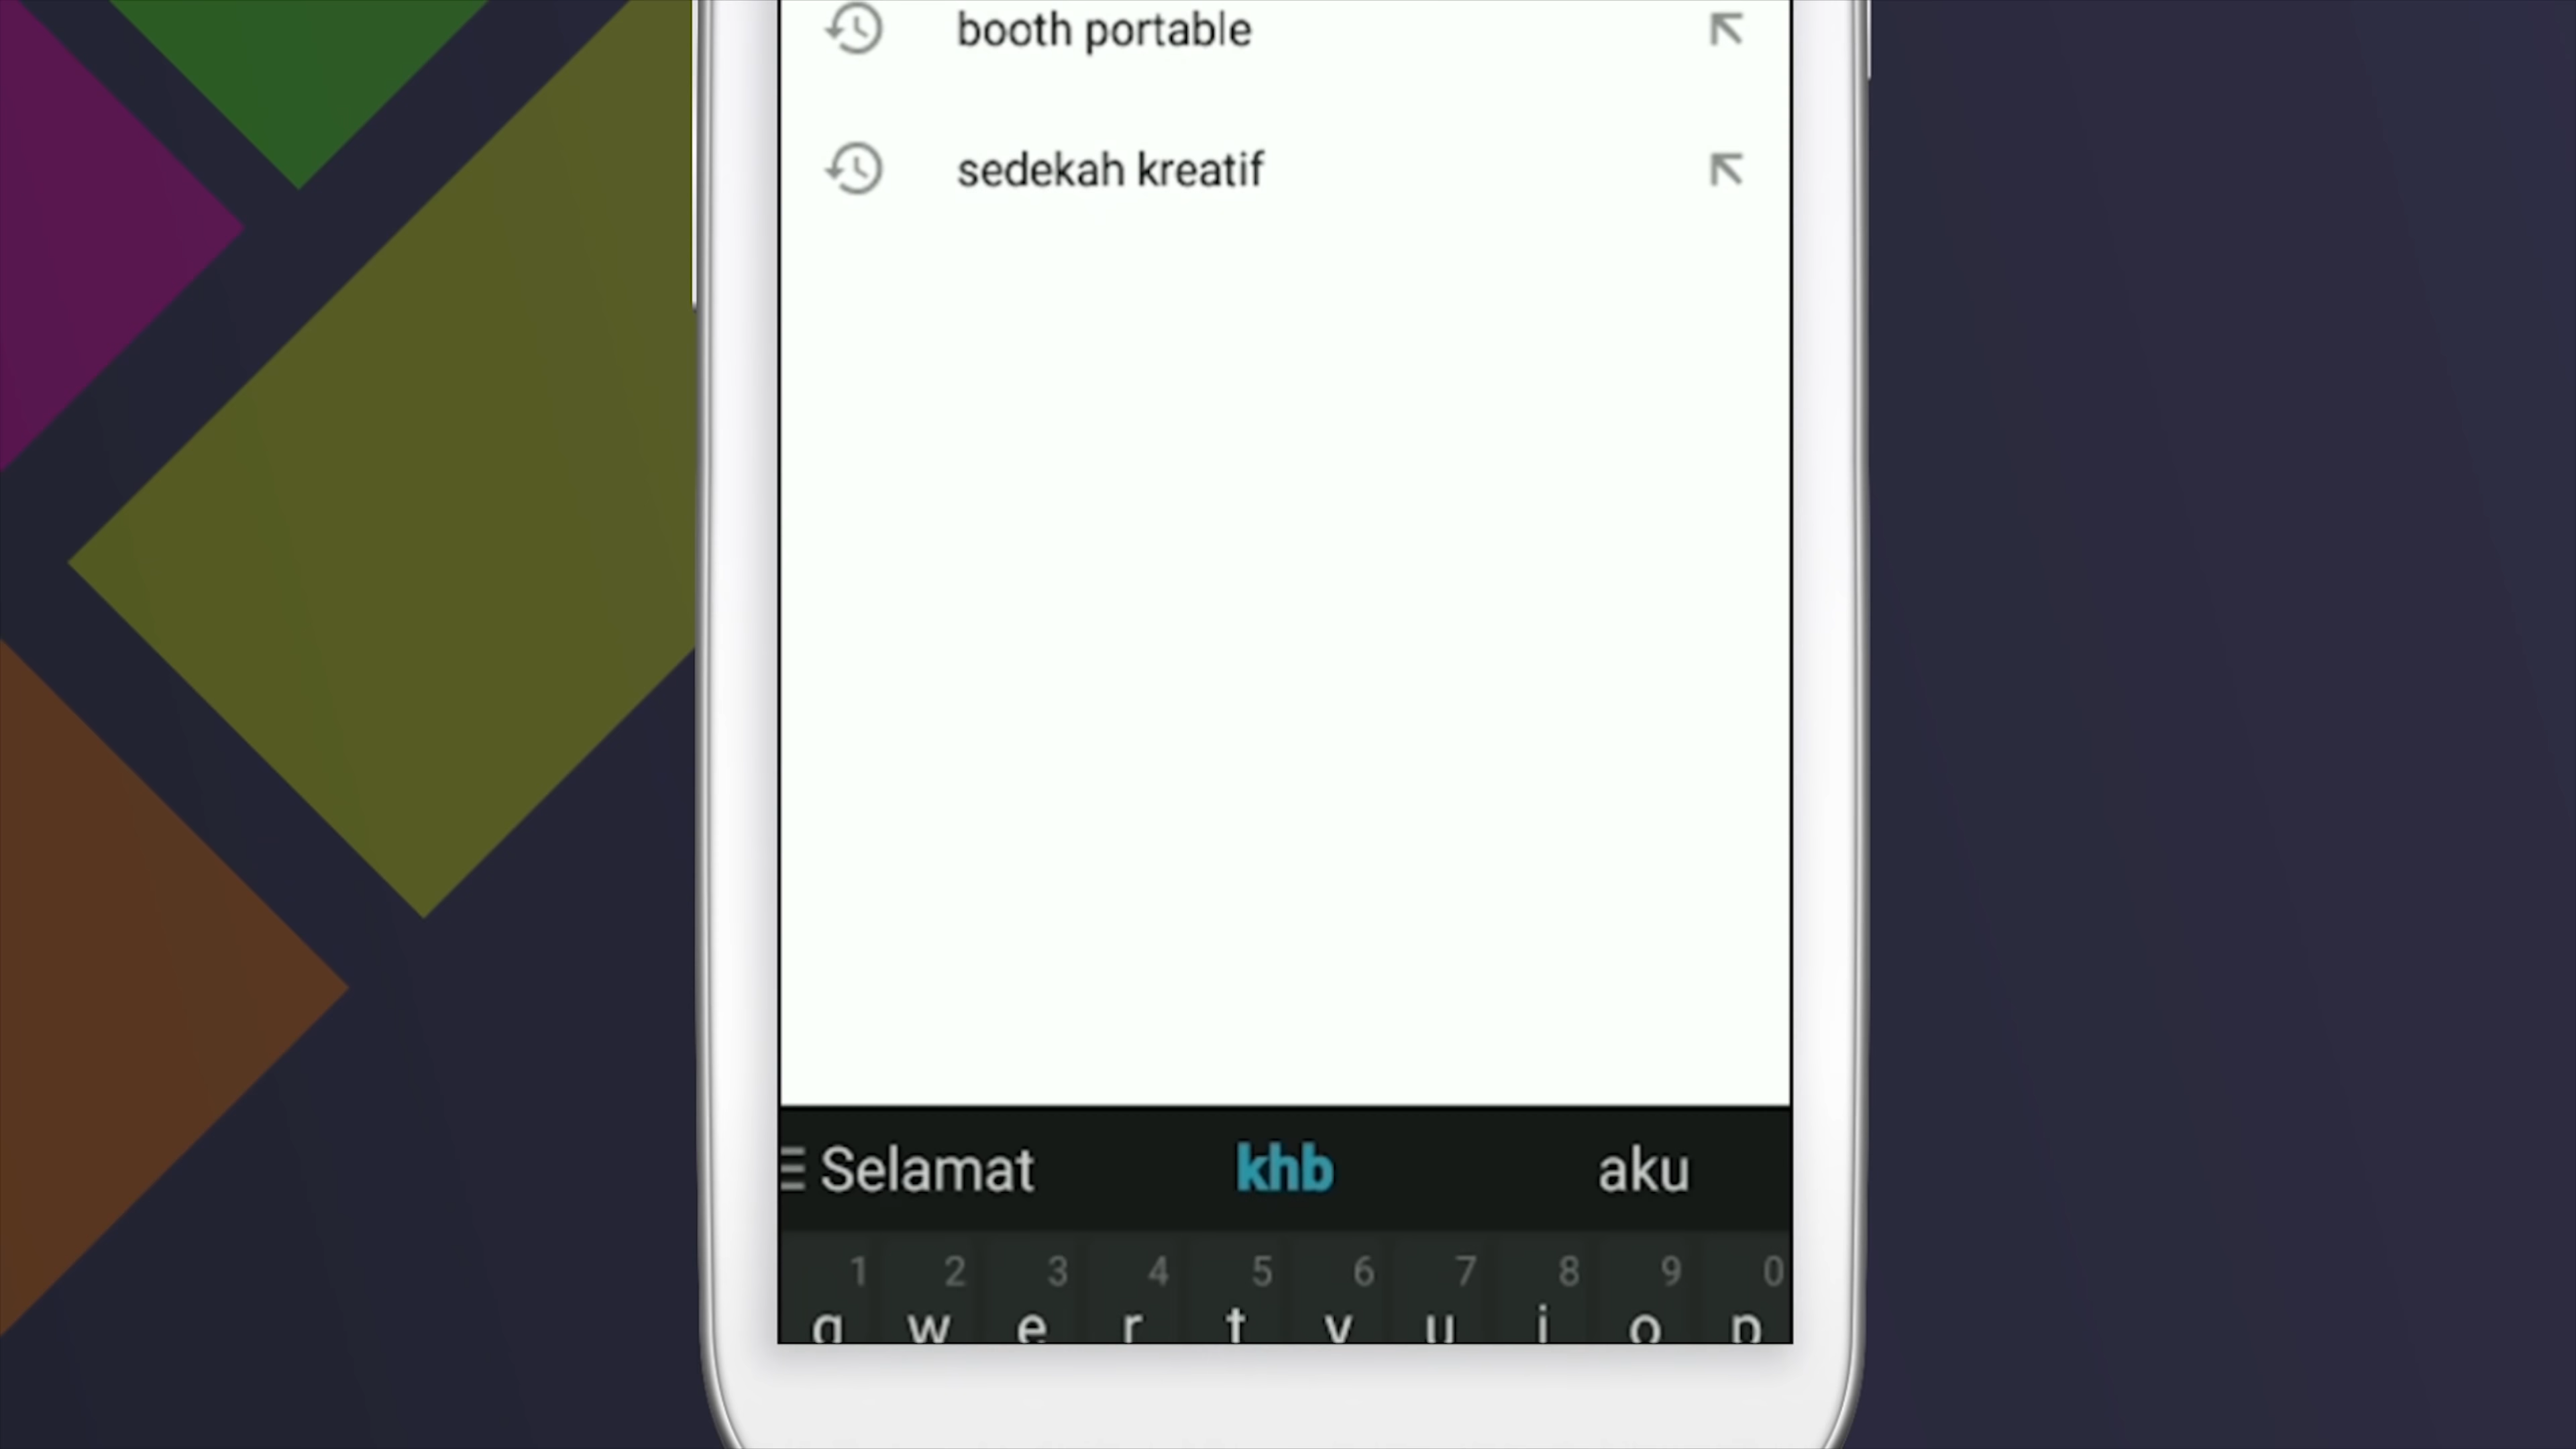 booth portable
sedekah kreatif
Selamat khb aku
1 2 3 4 5 6 7 8 9 0
q w e r t y u i o p